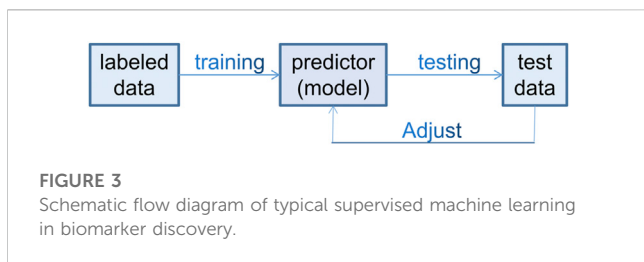 labeled training predictor testing test
data (model) data
Adjust
FIGURE 3
Schematic flow diagram of typical supervised machine learning
in biomarker discovery.